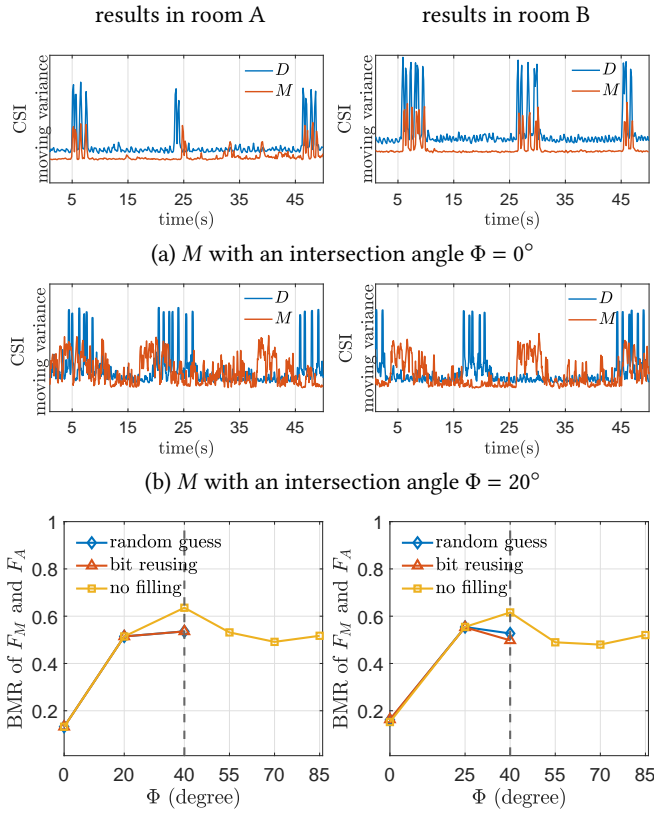 results in room A
results in room B
CSI
moving variance
D
M
5 15 25 35 45
time(s)
CSI
moving variance
D
M
5 15 25 35 45
time(s)
(a) M with an intersection angle Φ = 0°
CSI
moving variance
D
M
5 15 25 35 45
time(s)
CSI
moving variance
D
M
5 15 25 35 45
time(s)
(b) M with an intersection angle Φ = 20°
BMR of F_M and F_A
1
0.8
0.6
0.4
0.2
random guess
bit reusing
no filling
0 20 40 55 70 85
Φ (degree)
BMR of F_M and F_A
1
0.8
0.6
0.4
0.2
random guess
bit reusing
no filling
0 25 40 55 70 85
Φ (degree)